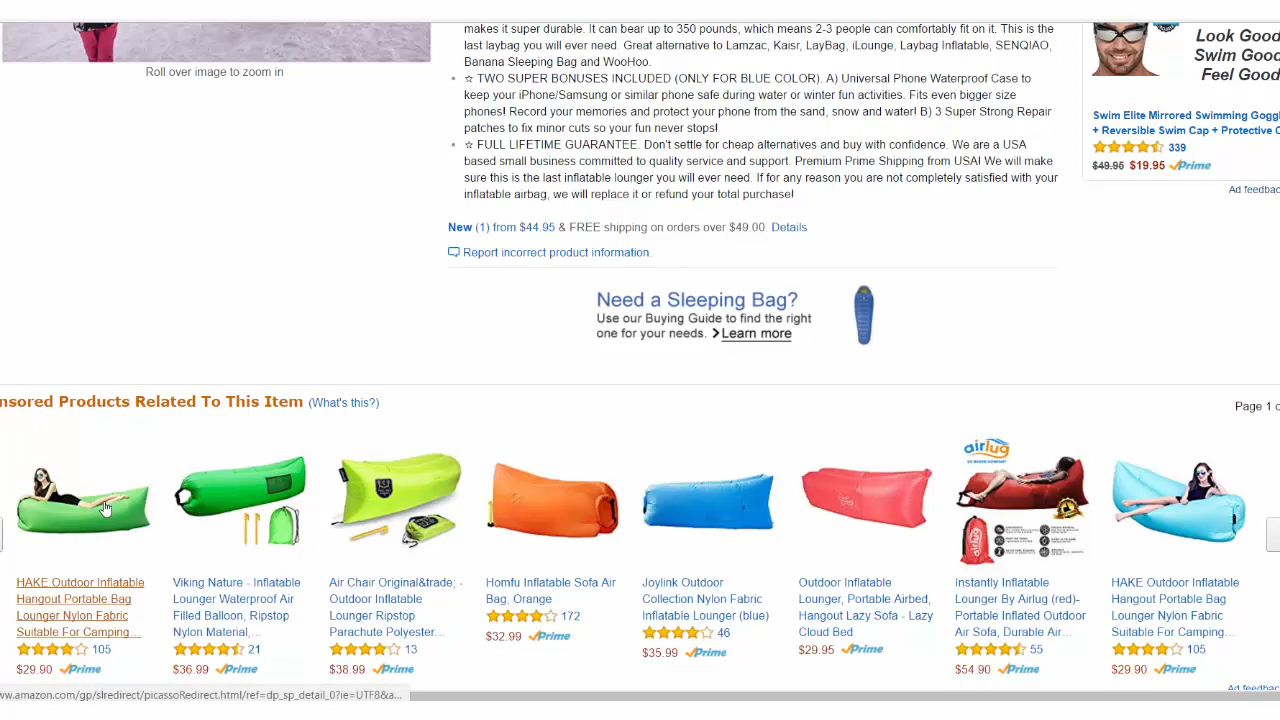 makes it super durable. It can bear up to 350 pounds, which means 2-3 people can comfortably fit on it. This is the
last laybag you will ever need. Great alternative to Lamzac, Kaisr, LayBag, iLounge, Laybag Inflatable, SENQIAO,
Banana Sleeping Bag and WooHoo.
Roll over image to zoom in
☆ TWO SUPER BONUSES INCLUDED (ONLY FOR BLUE COLOR). A) Universal Phone Waterproof Case to
keep your iPhone/Samsung or similar phone safe during water or winter fun activities. Fits even bigger size
phones! Record your memories and protect your phone from the sand, snow and water! B) 3 Super Strong Repair
patches to fix minor cuts so your fun never stops!
☆ FULL LIFETIME GUARANTEE. Don't settle for cheap alternatives and buy with confidence. We are a USA
based small business committed to quality service and support. Premium Prime Shipping from USA! We will make
sure this is the last inflatable lounger you will ever need. If for any reason you are not completely satisfied with your
inflatable airbag, we will replace it or refund your total purchase!
New (1) from $44.95 & FREE shipping on orders over $49.00. Details
Report incorrect product information.
Look Good
Swim Good
Feel Good
Swim Elite Mirrored Swimming Goggl
+ Reversible Swim Cap + Protective C
339
$49.95 $19.95 Prime
Ad feedbac
Need a Sleeping Bag?
Use our Buying Guide to find the right
one for your needs. Learn more
nsored Products Related To This Item (What's this?)
Page 1 o
airlug
HAKE Outdoor Inflatable
Hangout Portable Bag
Lounger Nylon Fabric
Suitable For Camping...
105
$29.90 Prime
Viking Nature - Inflatable
Lounger Waterproof Air
Filled Balloon, Ripstop
Nylon Material,...
21
$36.99 Prime
Air Chair Original&trade; -
Outdoor Inflatable
Lounger Ripstop
Parachute Polyester...
13
$38.99 Prime
Homfu Inflatable Sofa Air
Bag, Orange
172
$32.99 Prime
Joylink Outdoor
Collection Nylon Fabric
Inflatable Lounger (blue)
46
$35.99 Prime
Outdoor Inflatable
Lounger, Portable Airbed,
Hangout Lazy Sofa - Lazy
Cloud Bed
$29.95 Prime
Instantly Inflatable
Lounger By Airlug (red)-
Portable Inflated Outdoor
Air Sofa, Durable Air...
55
$54.90 Prime
HAKE Outdoor Inflatable
Hangout Portable Bag
Lounger Nylon Fabric
Suitable For Camping...
105
$29.90 Prime
Ad feedbac
ww.amazon.com/gp/slredirect/picassoRedirect.html/ref=dp_sp_detail_0?ie=UTF8&a...